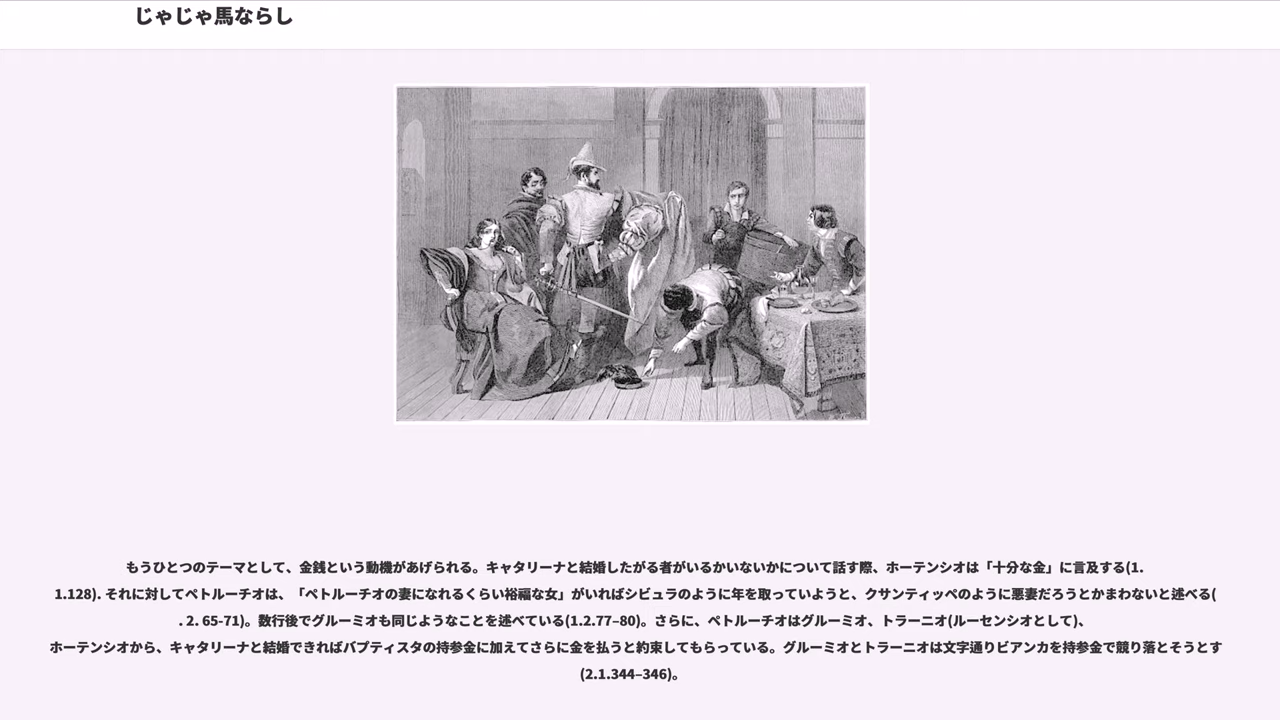 じゃじゃ馬ならし
もうひとつのテーマとして、金銭という動機があげられる。キャタリーナと結婚したがる者がいるかいないかについて話す際、ホーテンシオは「十分な金」に言及する(1.
1.128). それに対してペトルーチオは、「ペトルーチオの妻になれるくらい裕福な女」がいればシビュラのように年を取っていようと、クサンティッペのように悪妻だろうとかまわないと述べる(
. 2. 65-71)。数行後でグルーミオも同じようなことを述べている(1.2.77–80)。さらに、ペトルーチオはグルーミオ、トラーニオ(ルーセンシオとして)、
ホーテンシオから、キャタリーナと結婚できればバプティスタの持参金に加えてさらに金を払うと約束してもらっている。グルーミオとトラーニオは文字通りビアンカを持参金で競り落とそうとす
(2.1.344–346)。